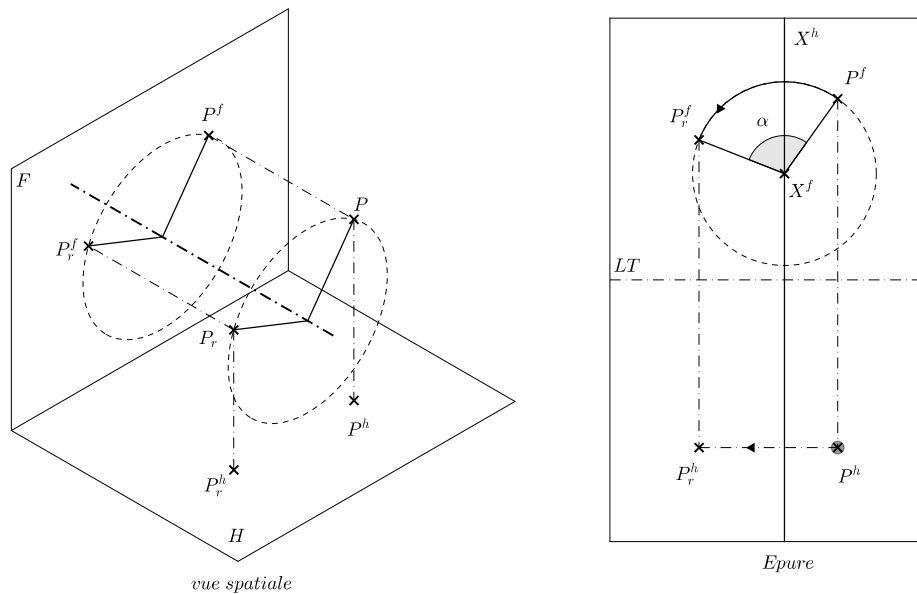 P^f
F
P
P_r^f
P_r
P^h
P_r^h
H
vue spatiale
X^h
P^f
P_r^f
α
X^f
LT
P_r^h
P^h
Epure